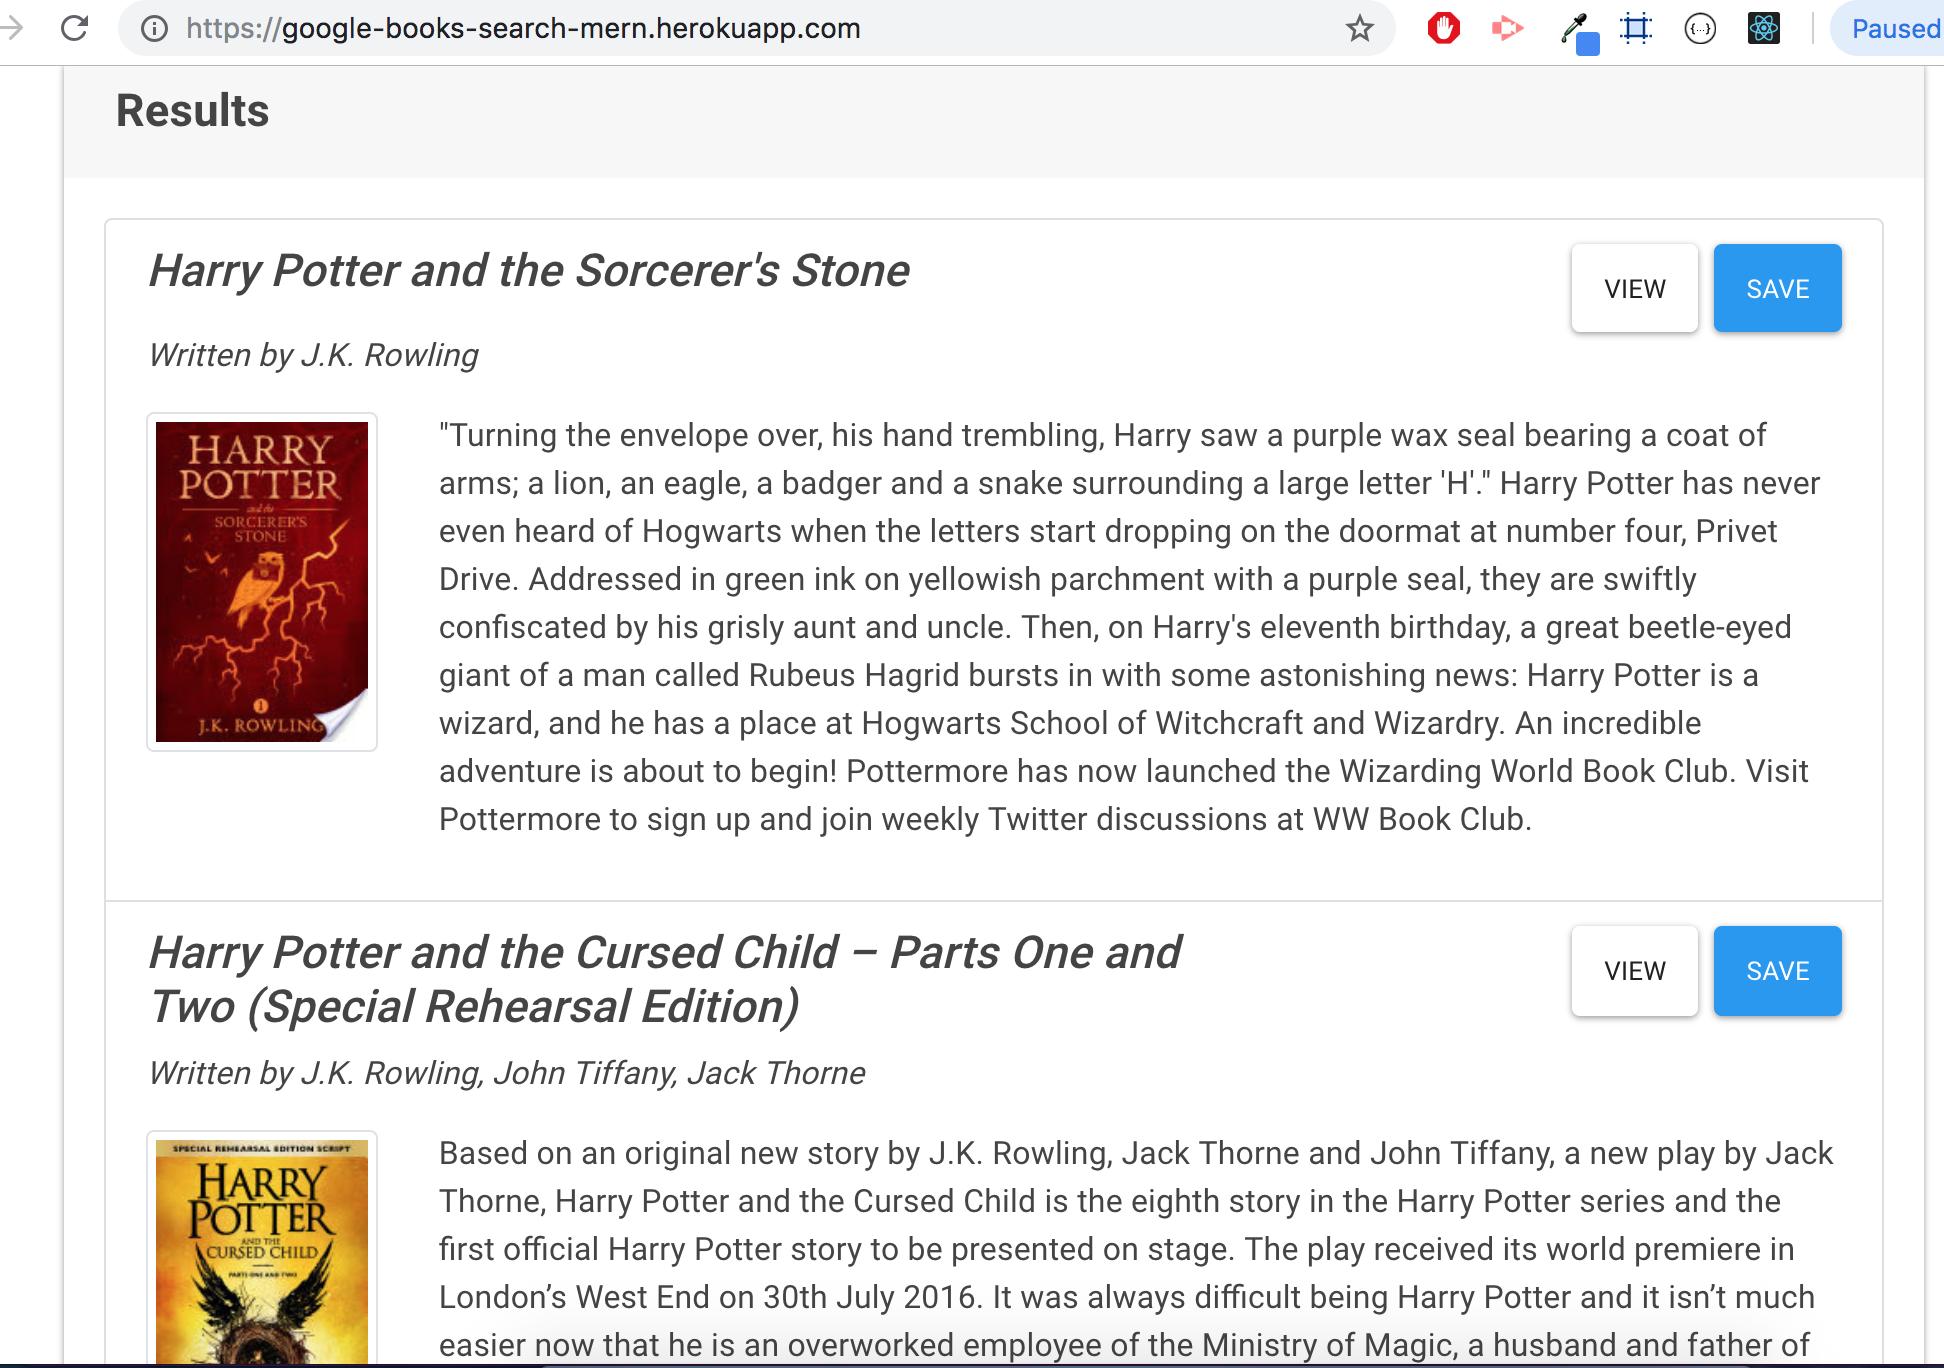 https://google-books-search-mern.herokuapp.com
Paused
Results
Harry Potter and the Sorcerer's Stone
VIEW
SAVE
Written by J.K. Rowling
HARRY
POTTER
and the
SORCERER'S
STONE
1
J.K. ROWLING
"Turning the envelope over, his hand trembling, Harry saw a purple wax seal bearing a coat of
arms; a lion, an eagle, a badger and a snake surrounding a large letter 'H'." Harry Potter has never
even heard of Hogwarts when the letters start dropping on the doormat at number four, Privet
Drive. Addressed in green ink on yellowish parchment with a purple seal, they are swiftly
confiscated by his grisly aunt and uncle. Then, on Harry's eleventh birthday, a great beetle-eyed
giant of a man called Rubeus Hagrid bursts in with some astonishing news: Harry Potter is a
wizard, and he has a place at Hogwarts School of Witchcraft and Wizardry. An incredible
adventure is about to begin! Pottermore has now launched the Wizarding World Book Club. Visit
Pottermore to sign up and join weekly Twitter discussions at WW Book Club.
Harry Potter and the Cursed Child – Parts One and
Two (Special Rehearsal Edition)
VIEW
SAVE
Written by J.K. Rowling, John Tiffany, Jack Thorne
SPECIAL REHEARSAL EDITION SCRIPT
HARRY
POTTER
AND THE
CURSED CHILD
PARTS ONE AND TWO
Based on an original new story by J.K. Rowling, Jack Thorne and John Tiffany, a new play by Jack
Thorne, Harry Potter and the Cursed Child is the eighth story in the Harry Potter series and the
first official Harry Potter story to be presented on stage. The play received its world premiere in
London’s West End on 30th July 2016. It was always difficult being Harry Potter and it isn’t much
easier now that he is an overworked employee of the Ministry of Magic, a husband and father of